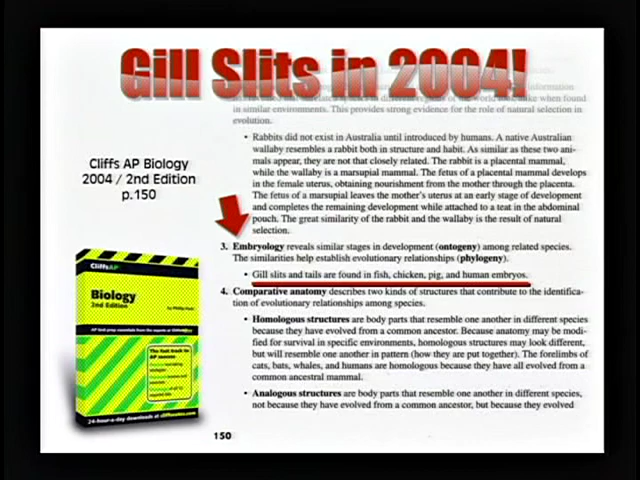 Gill Slits in 2004!
information
like when found
in similar environments. This provides strong evidence for the role of natural selection in
evolution.
• Rabbits did not exist in Australia until introduced by humans. A native Australian
wallaby resembles a rabbit both in structure and habit. As similar as these two ani-
mals appear, they are not that closely related. The rabbit is a placental mammal,
while the wallaby is a marsupial mammal. The fetus of a placental mammal develops
in the female uterus, obtaining nourishment from the mother through the placenta.
The fetus of a marsupial leaves the mother's uterus at an early stage of development
and completes the remaining development while attached to a teat in the abdominal
pouch. The great similarity of the rabbit and the wallaby is the result of natural
selection.
Cliffs AP Biology
2004 / 2nd Edition
p.150
3. Embryology reveals similar stages in development (ontogeny) among related species.
The similarities help establish evolutionary relationships (phylogeny).
• Gill slits and tails are found in fish, chicken, pig, and human embryos.
4. Comparative anatomy describes two kinds of structures that contribute to the identifica-
tion of evolutionary relationships among species.
• Homologous structures are body parts that resemble one another in different species
because they have evolved from a common ancestor. Because anatomy may be modi-
fied for survival in specific environments, homologous structures may look different,
but will resemble one another in pattern (how they are put together). The forelimbs of
cats, bats, whales, and humans are homologous because they have all evolved from a
common ancestral mammal.
• Analogous structures are body parts that resemble one another in different species,
not because they have evolved from a common ancestor, but because they evolved
150
CliffsAP
Biology
2nd Edition
The fast track to